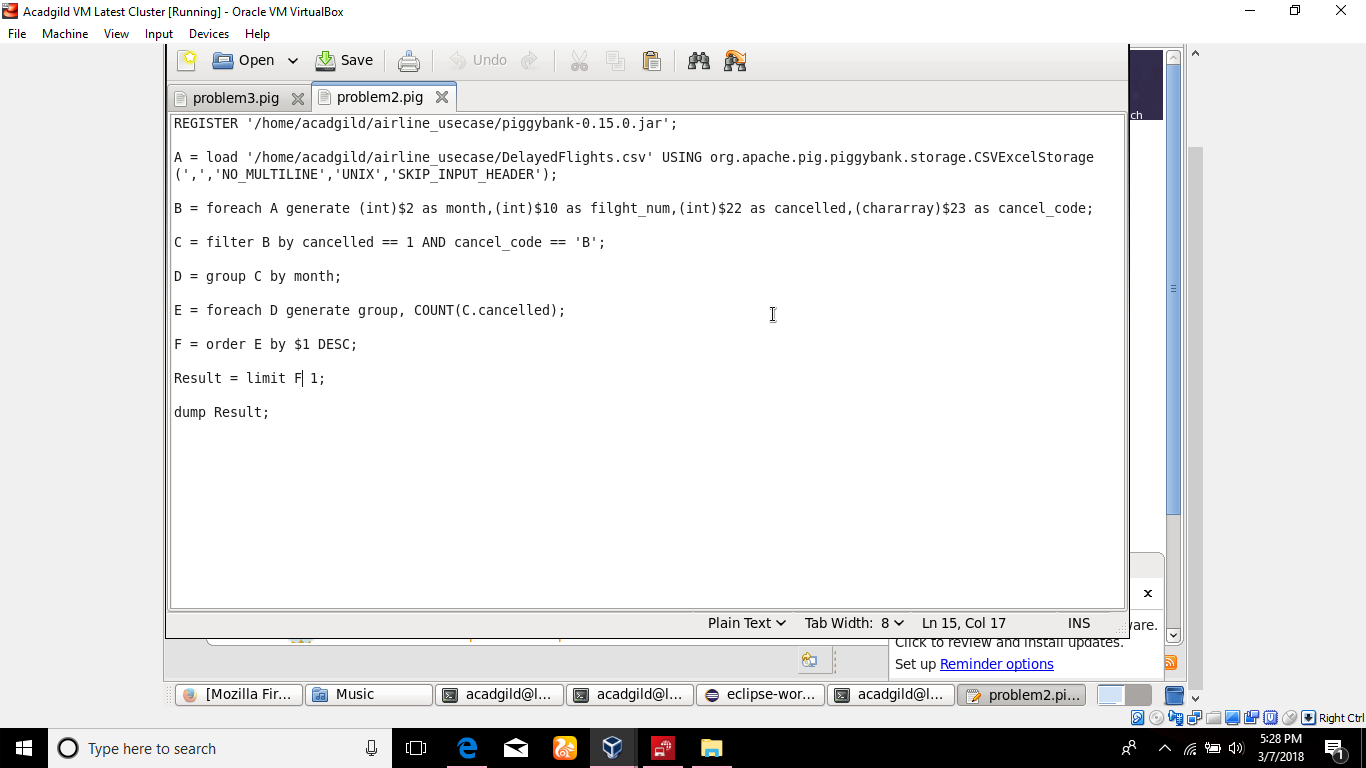 Acadgild VM Latest Cluster [Running] - Oracle VM VirtualBox
File Machine View Input Devices Help
Open Save Undo
problem3.pig problem2.pig
ch
REGISTER '/home/acadgild/airline_usecase/piggybank-0.15.0.jar';
A = load '/home/acadgild/airline_usecase/DelayedFlights.csv' USING org.apache.pig.piggybank.storage.CSVExcelStorage
(',','NO_MULTILINE','UNIX','SKIP_INPUT_HEADER');
B = foreach A generate (int)$2 as month,(int)$10 as filght_num,(int)$22 as cancelled,(chararray)$23 as cancel_code;
C = filter B by cancelled == 1 AND cancel_code == 'B';
D = group C by month;
E = foreach D generate group, COUNT(C.cancelled);
F = order E by $1 DESC;
Result = limit F 1;
dump Result;
x
Plain Text Tab Width: 8 Ln 15, Col 17 INS
ware.
Click to review and install updates.
Set up Reminder options
[Mozilla Fir... Music acadgild@l... acadgild@l... eclipse-wor... acadgild@l... problem2.pi...
Right Ctrl
Type here to search
5:28 PM
3/7/2018
1